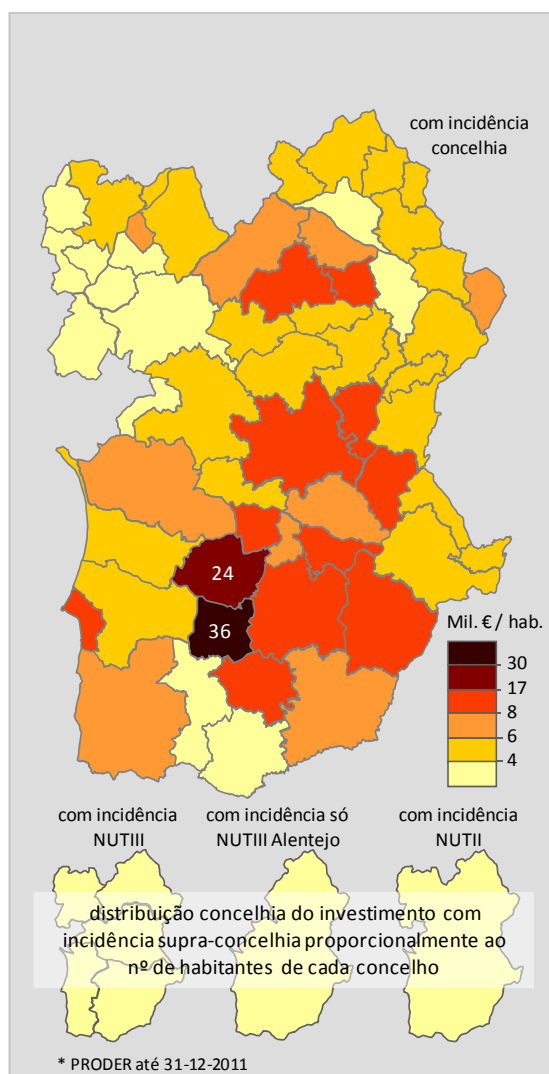 com incidência
concelhia
24
36
Mil. € / hab.
30
17
8
6
4
com incidência
NUTIII
com incidência só
NUTIII Alentejo
com incidência
NUTII
distribuição concelhia do investimento com
incidência supra-concelhia proporcionalmente ao
nº de habitantes de cada concelho
* PRODER até 31-12-2011